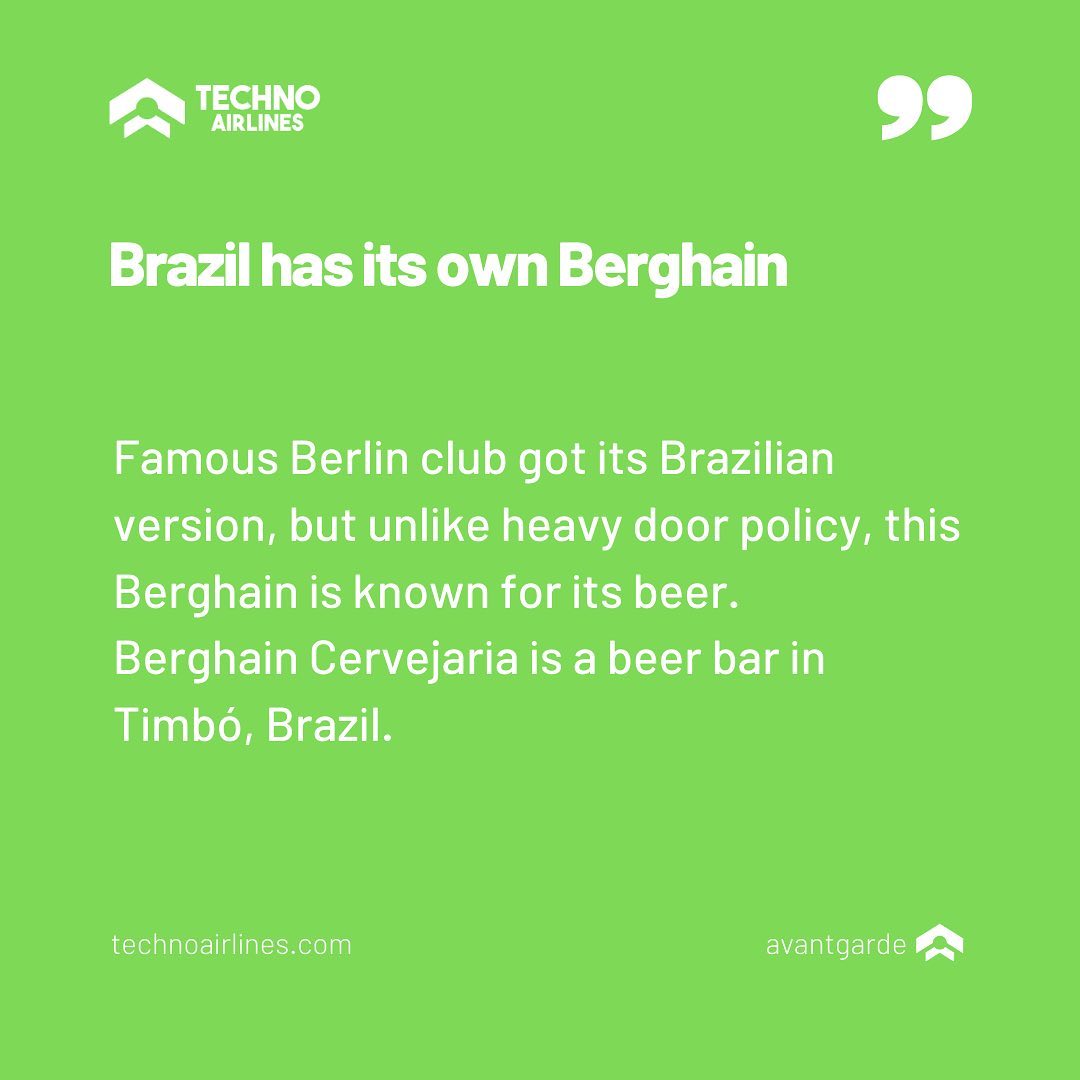 TECHNO
AIRLINES
”
Brazil has its own Berghain
Famous Berlin club got its Brazilian
version, but unlike heavy door policy, this
Berghain is known for its beer.
Berghain Cervejaria is a beer bar in
Timbó, Brazil.
technoairlines.com
avantgarde